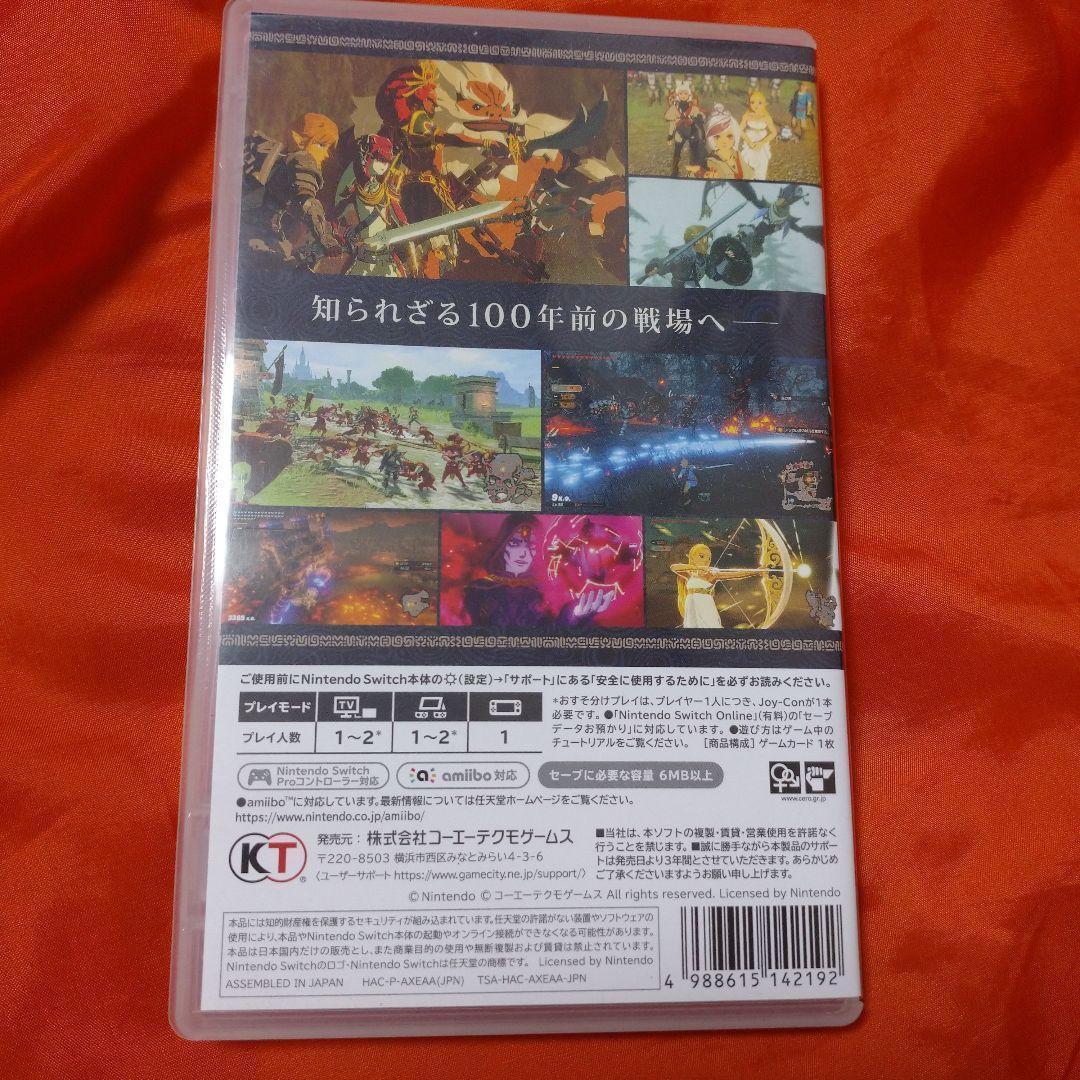 知られざる100年前の戦場へ――
9 K.O.
3385 K.O.
ご使用前にNintendo Switch本体の(設定)→「サポート」にある「安全に使用するために」を必ずお読みください。
プレイモード TV
プレイ人数 1～2* 1～2* 1
*おすそ分けプレイは、プレイヤー1人につき、Joy-Conが1本
必要です。●「Nintendo Switch Online」(有料)の「セーブ
データお預かり」に対応しています。●遊び方はゲーム中の
チュートリアルをご覧ください。 [商品構成] ゲームカード 1枚
Nintendo Switch
Proコントローラー対応
amiibo 対応
セーブに必要な容量 6MB以上
www.cero.gr.jp
●amiibo™に対応しています。最新情報については任天堂ホームページをご覧ください。
https://www.nintendo.co.jp/amiibo/
KT®
発売元: 株式会社コーエーテクモゲームス
〒220-8503 横浜市西区みなとみらい4-3-6
〈ユーザーサポート https://www.gamecity.ne.jp/support/〉
■当社は、本ソフトの複製・賃貸・営業使用を許諾なく
行うことを禁じます。■誠に勝手ながら本製品のサポー
トは発売日より3年間とさせていただきます。あらかじめ
ご了承くださいますようお願い申し上げます。
© Nintendo © コーエーテクモゲームス All rights reserved. Licensed by Nintendo
本品には知的財産権を保護するセキュリティが組み込まれています。任天堂の許諾がない装置やソフトウェアの
使用により、本品やNintendo Switch本体の起動やオンライン接続ができなくなる可能性があります。
本品は日本国内だけの販売とし、また商業目的の使用や無断複製および賃貸は禁止されています。
Nintendo Switchのロゴ・Nintendo Switchは任天堂の商標です。 Licensed by Nintendo
ASSEMBLED IN JAPAN HAC-P-AXEAA(JPN) TSA-HAC-AXEAA-JPN
4 988615 142192